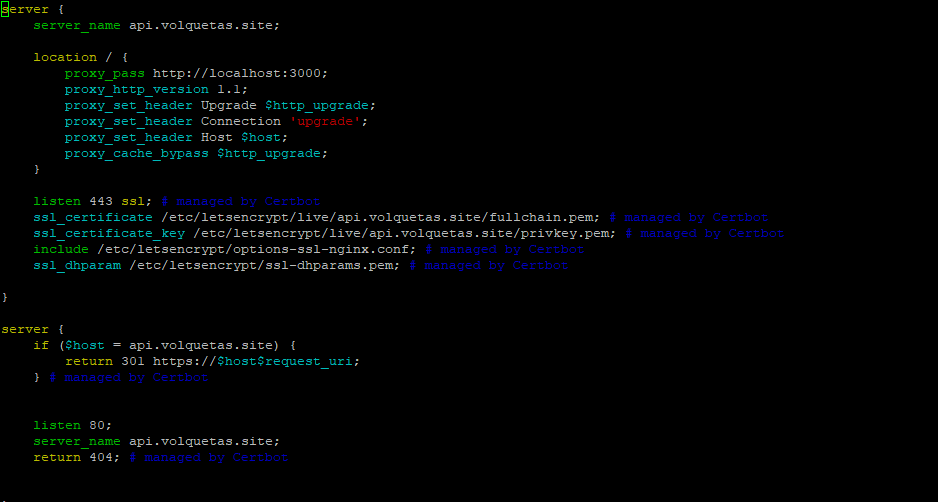 server {
    server_name api.volquetas.site;

    location / {
        proxy_pass http://localhost:3000;
        proxy_http_version 1.1;
        proxy_set_header Upgrade $http_upgrade;
        proxy_set_header Connection 'upgrade';
        proxy_set_header Host $host;
        proxy_cache_bypass $http_upgrade;
    }

    listen 443 ssl; # managed by Certbot
    ssl_certificate /etc/letsencrypt/live/api.volquetas.site/fullchain.pem; # managed by Certbot
    ssl_certificate_key /etc/letsencrypt/live/api.volquetas.site/privkey.pem; # managed by Certbot
    include /etc/letsencrypt/options-ssl-nginx.conf; # managed by Certbot
    ssl_dhparam /etc/letsencrypt/ssl-dhparams.pem; # managed by Certbot

}

server {
    if ($host = api.volquetas.site) {
        return 301 https://$host$request_uri;
    } # managed by Certbot


    listen 80;
    server_name api.volquetas.site;
    return 404; # managed by Certbot